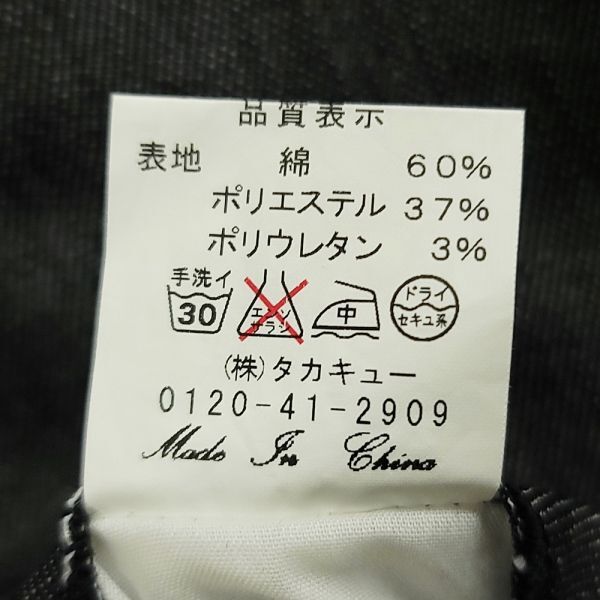 品質表示
表地 綿 60%
ポリエステル 37%
ポリウレタン 3%
手洗イ
30
エンソ
サラシ
中
ドライ
セキユ系
(株)タカキュー
0120-41-2909
Made In China